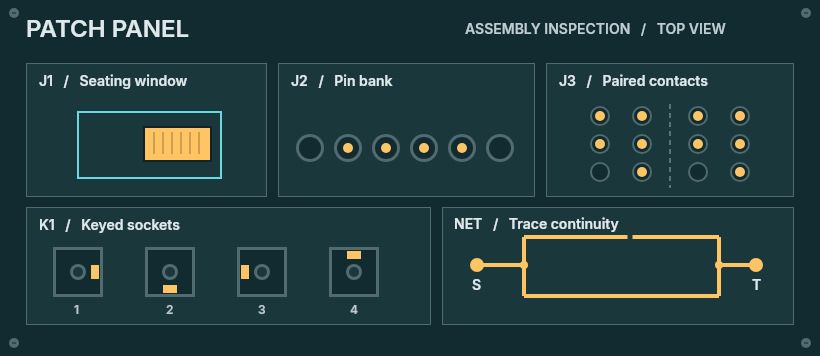 PATCH PANEL
ASSEMBLY INSPECTION / TOP VIEW
J1 / Seating window
J2 / Pin bank
J3 / Paired contacts
K1 / Keyed sockets
1 2 3 4
NET / Trace continuity
S T